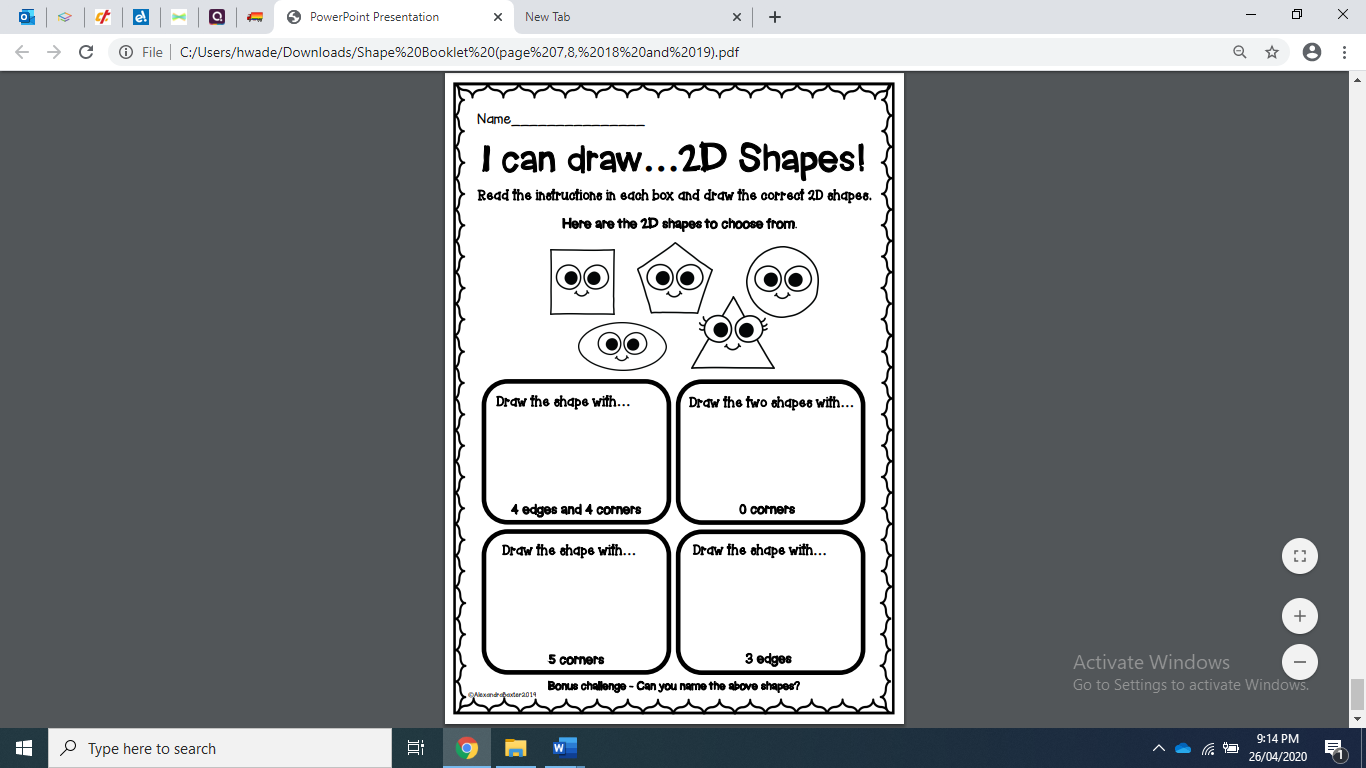 PowerPoint Presentation
New Tab
File
C:/Users/hwade/Downloads/Shape%20Booklet%20(page%207,8,%2018%20and%2019).pdf
Name_______________
I can draw...2D Shapes!
Read the instructions in each box and draw the correct 2D shapes.
Here are the 2D shapes to choose from.
Draw the shape with...
4 edges and 4 corners
Draw the two shapes with...
0 corners
Draw the shape with...
5 corners
Draw the shape with...
3 edges
Bonus challenge - Can you name the above shapes?
©AlexandraBaxter2019
Activate Windows
Go to Settings to activate Windows.
Type here to search
9:14 PM
26/04/2020
1